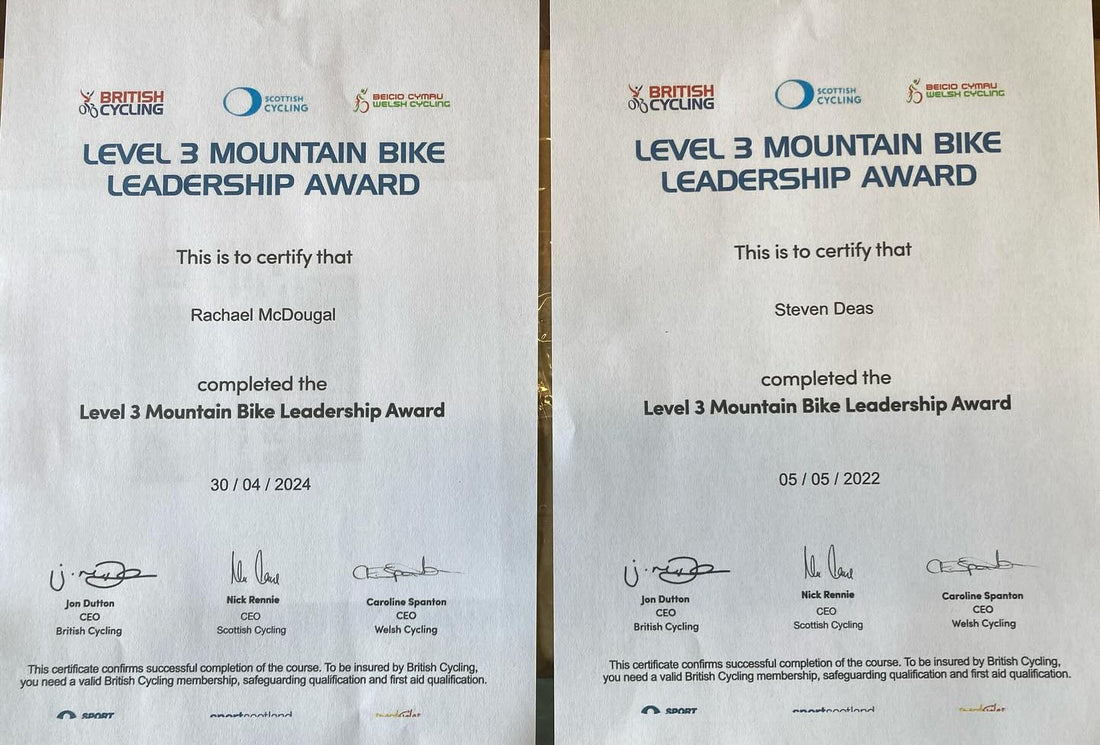 BRITISH
CYCLING
SCOTTISH
CYCLING
BEICIO CYMRU
WELSH CYCLING
LEVEL 3 MOUNTAIN BIKE
LEADERSHIP AWARD
This is to certify that
Rachael McDougal
completed the
Level 3 Mountain Bike Leadership Award
30 / 04 / 2024
Jon Dutton
CEO
British Cycling
Nick Rennie
CEO
Scottish Cycling
Caroline Spanton
CEO
Welsh Cycling
This certificate confirms successful completion of the course. To be insured by British Cycling,
you need a valid British Cycling membership, safeguarding qualification and first aid qualification.
SPORT
sportscotland
BRITISH
CYCLING
SCOTTISH
CYCLING
BEICIO CYMRU
WELSH CYCLING
LEVEL 3 MOUNTAIN BIKE
LEADERSHIP AWARD
This is to certify that
Steven Deas
completed the
Level 3 Mountain Bike Leadership Award
05 / 05 / 2022
Jon Dutton
CEO
British Cycling
Nick Rennie
CEO
Scottish Cycling
Caroline Spanton
CEO
Welsh Cycling
This certificate confirms successful completion of the course. To be insured by British Cycling,
you need a valid British Cycling membership, safeguarding qualification and first aid qualification.
SPORT
sportscotland